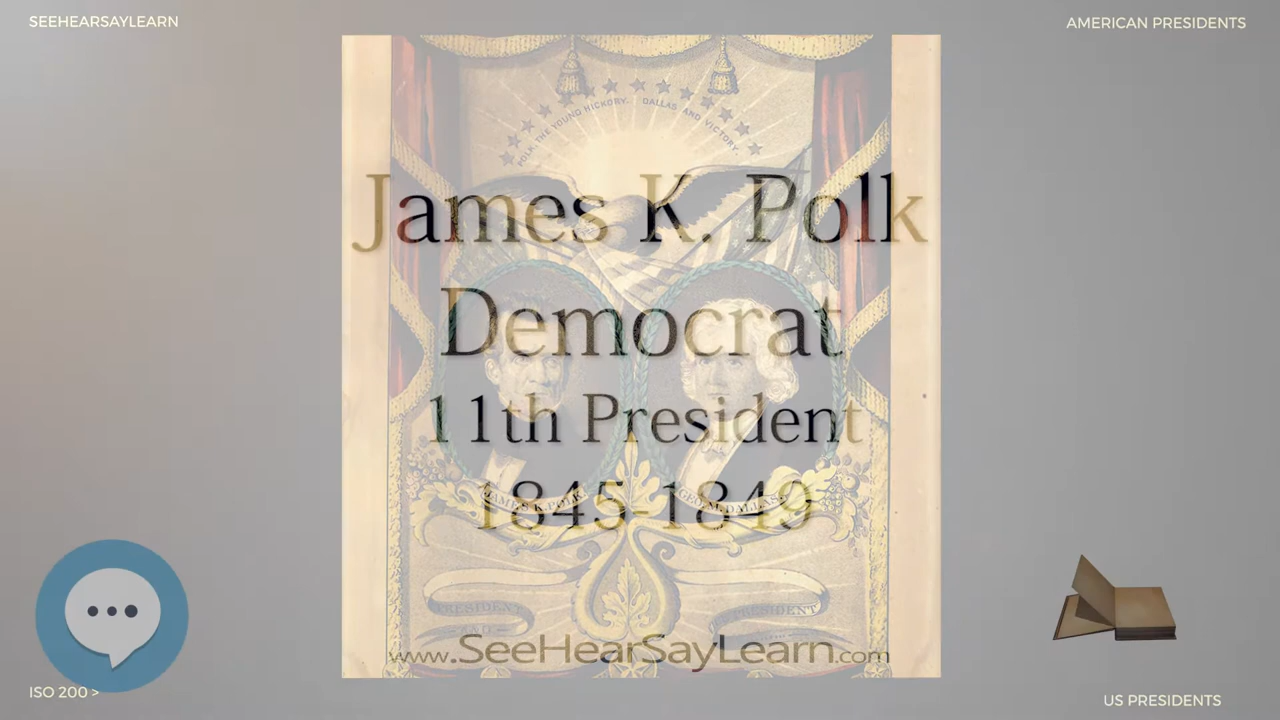 SEEHEARSAYLEARN
AMERICAN PRESIDENTS
POLK THE YOUNG HICKORY. DALLAS AND VICTORY.
James K. Polk
Democrat
11th President
JAMES K. POLK
GEO. M. DALLAS
1845-1849
PRESIDENT
PRESIDENT
www.SeeHearSayLearn.com
ISO 200 >
US PRESIDENTS